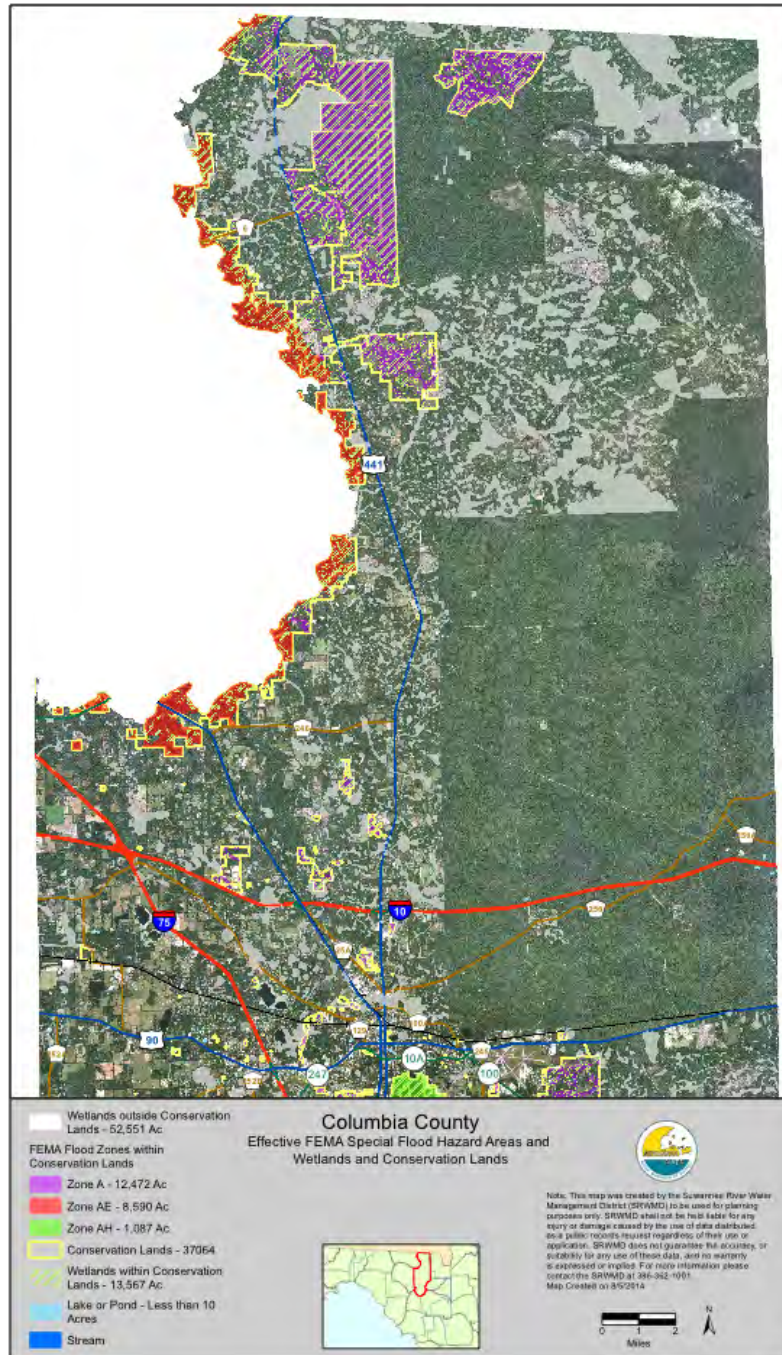 6
441
240
75
10
250
250A
25A
90
247
10A
100
Columbia County
Effective FEMA Special Flood Hazard Areas and
Wetlands and Conservation Lands
Wetlands outside Conservation
Lands - 52,551 Ac
FEMA Flood Zones within
Conservation Lands
Zone A - 12,472 Ac
Zone AE - 8,590 Ac
Zone AH - 1,087 Ac
Conservation Lands - 37064
Wetlands within Conservation
Lands - 13,567 Ac
Lake or Pond - Less than 10
Acres
Stream
Note: This map was created by the Suwannee River Water
Management District (SRWMD) to be used for planning
purposes only. SRWMD shall not be held liable for any
injury or damage caused by the use of data distributed
as a public records request regardless of their use or
application. SRWMD does not guarantee the accuracy, or
suitability for any use of these data, and no warranty
is expressed or implied. For more information please
contact the SRWMD at 386-362-1001.
Map Created on 8/5/2014
N
0 1 2
Miles